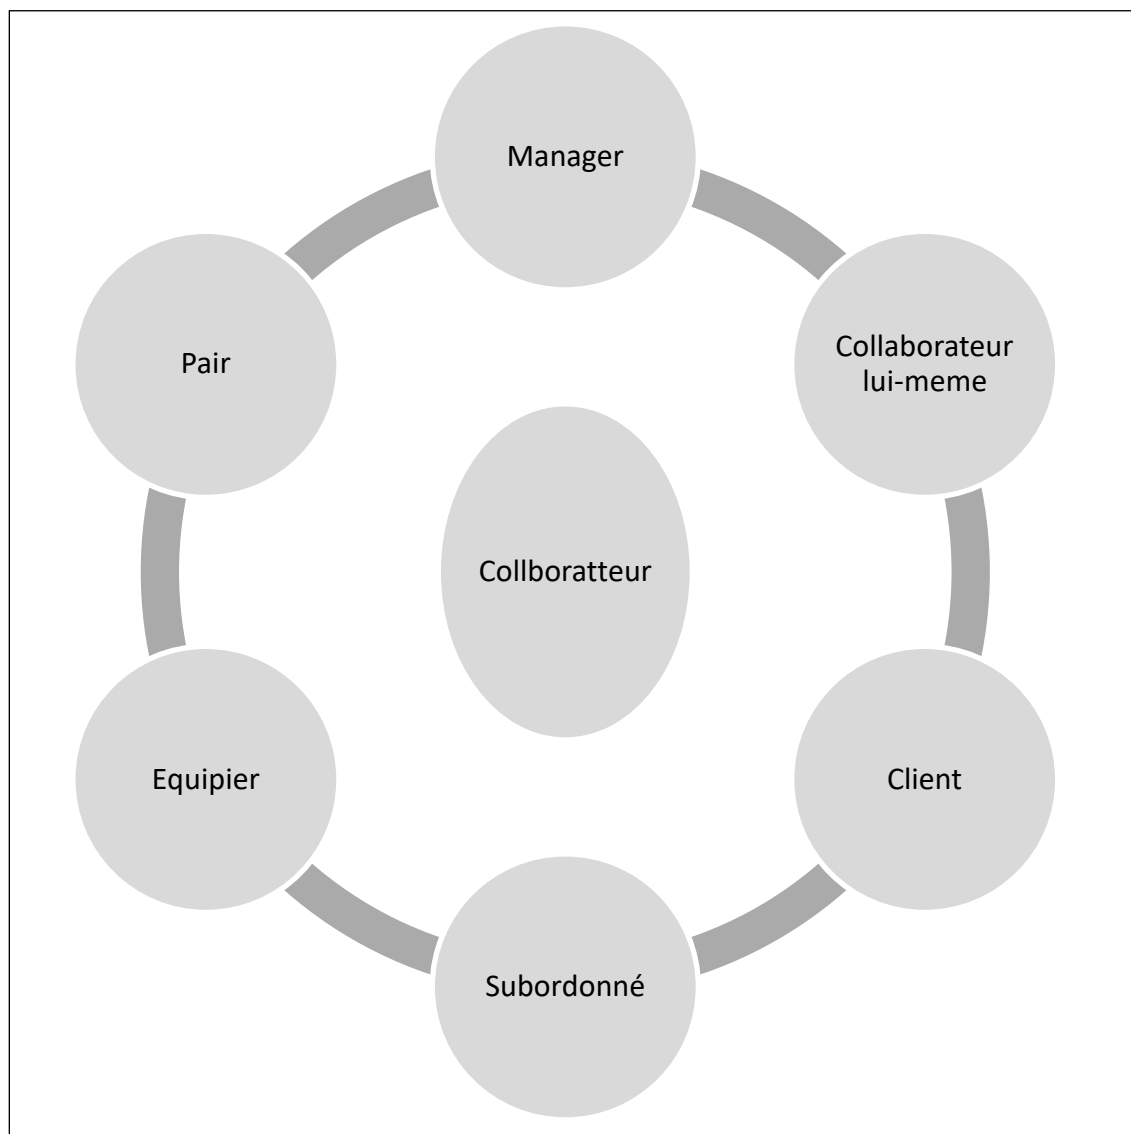 Manager
Pair
Collaborateur
lui-meme
Collboratteur
Equipier
Client
Subordonné